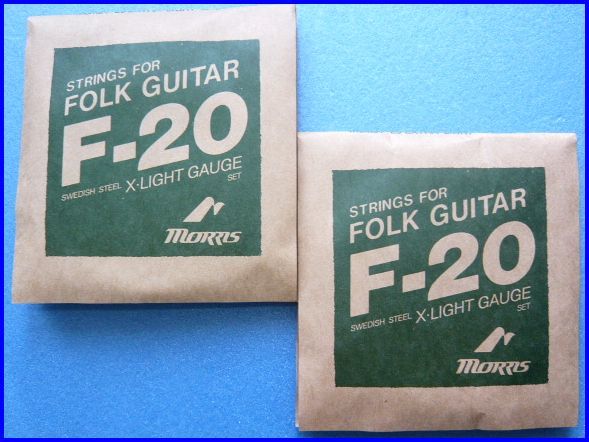 STRINGS FOR
FOLK GUITAR
F-20
SWEDISH STEEL X-LIGHT GAUGE
SET
MORRIS
STRINGS FOR
FOLK GUITAR
F-20
SWEDISH STEEL X-LIGHT GAUGE
SET
MORRIS